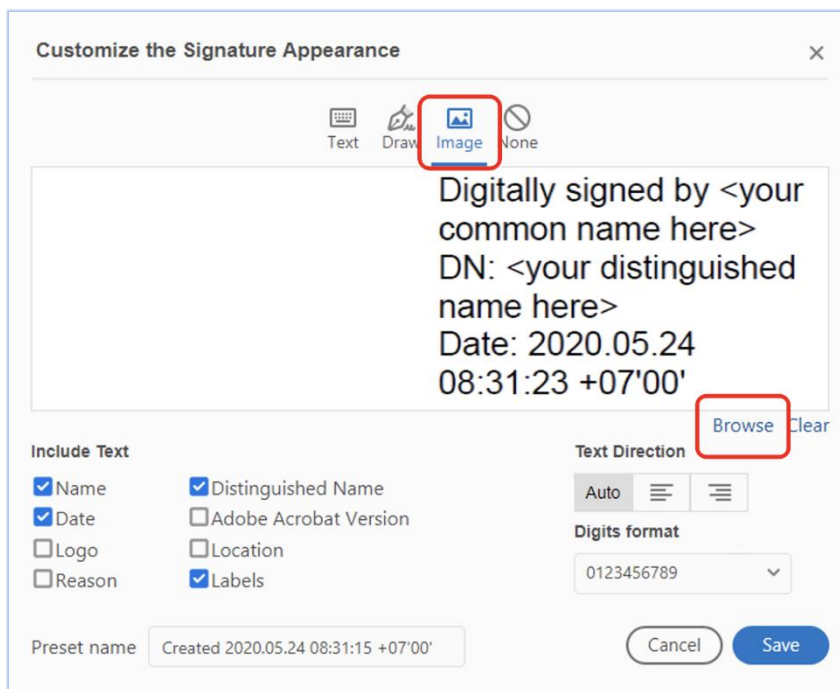 Customize the Signature Appearance
Text Draw Image None
Digitally signed by <your
common name here>
DN: <your distinguished
name here>
Date: 2020.05.24
08:31:23 +07'00'
Browse Clear
Include Text
Name Distinguished Name
Date Adobe Acrobat Version
Logo Location
Reason Labels
Text Direction
Auto
Digits format
0123456789
Preset name Created 2020.05.24 08:31:15 +07'00'
Cancel Save